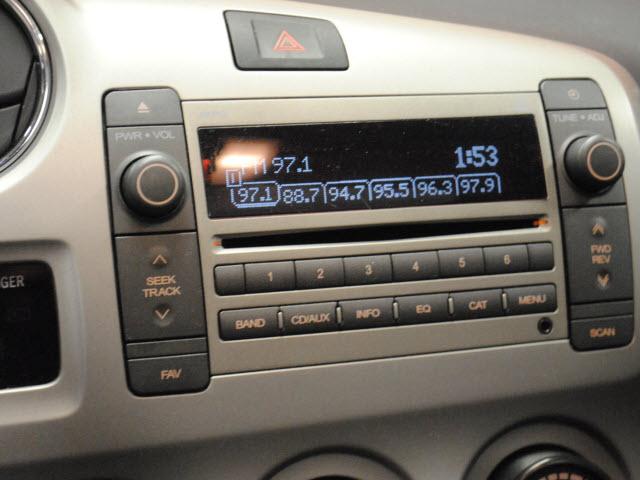 PWR • VOL
TUNE • ADJ
FM 97.1 1:53
97.1 88.7 94.7 95.5 96.3 97.9
1 2 3 4 5 6
SEEK
TRACK
FWD
REV
BAND CD/AUX INFO EQ CAT MENU
SCAN
FAV